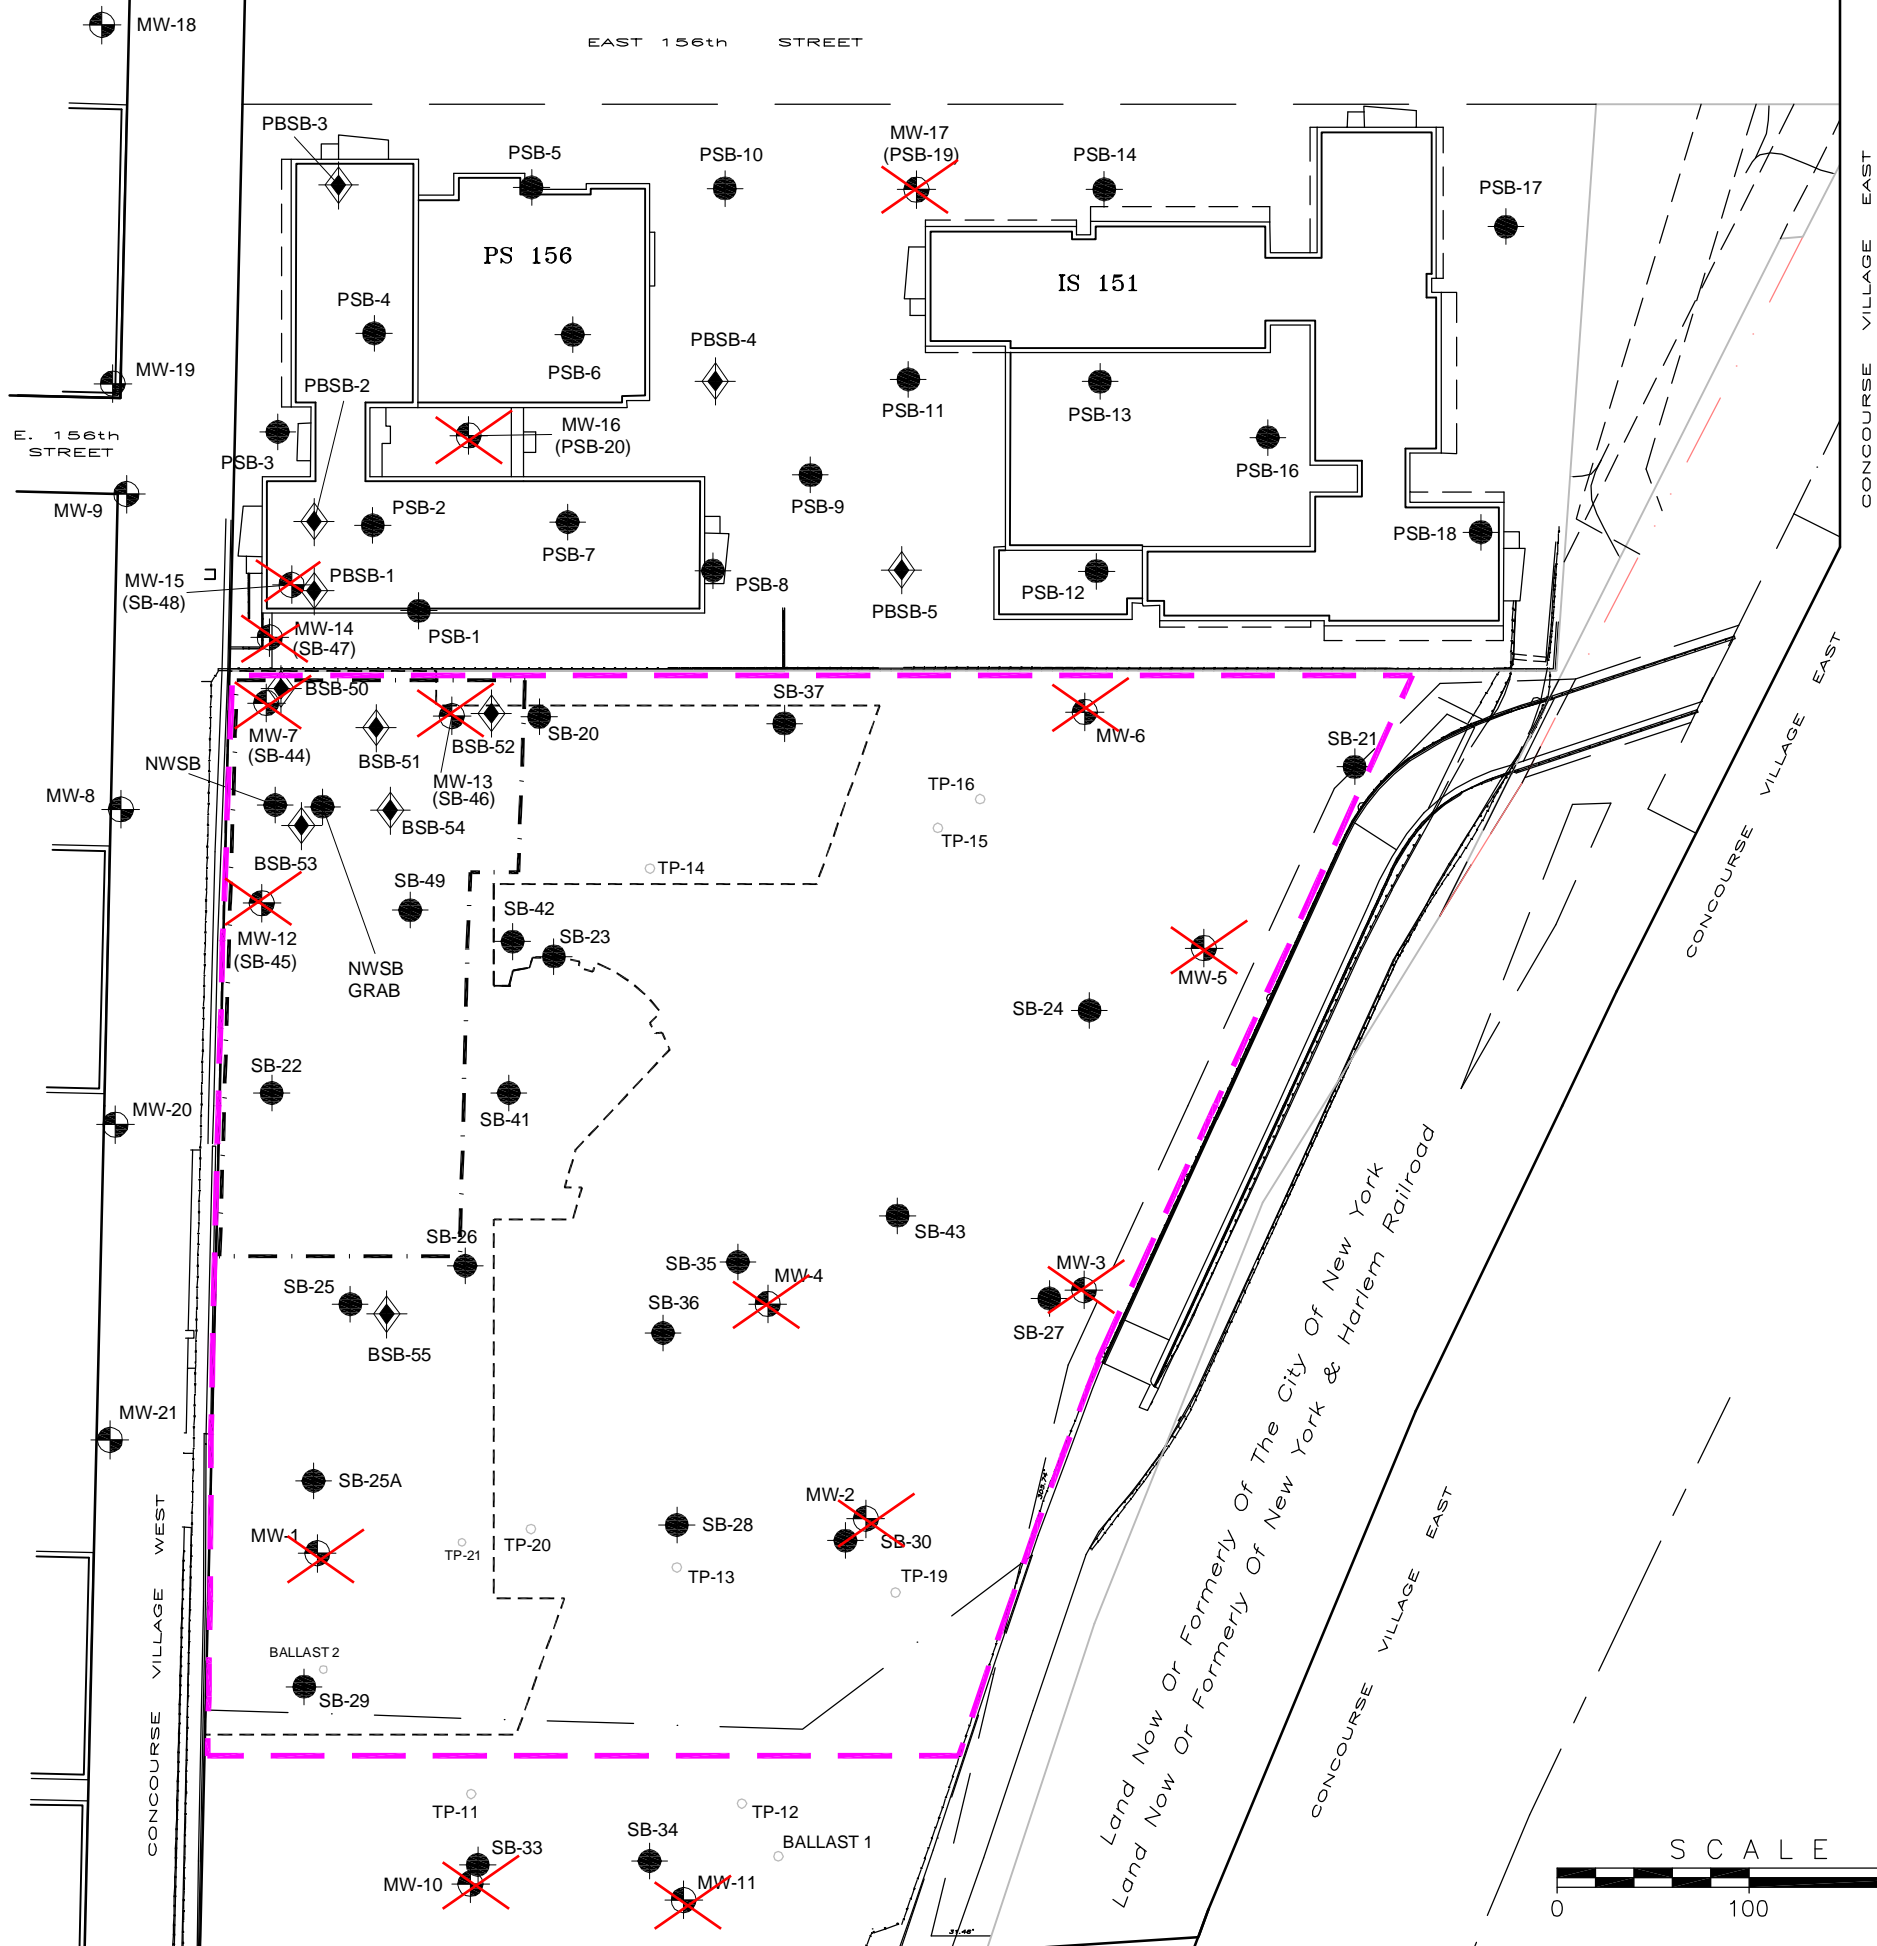 MW-18
EAST 156th STREET
PBSB-3
PSB-5
PSB-10
MW-17
(PSB-19)
PSB-14
PSB-17
CONCOURSE VILLAGE EAST
PS 156
IS 151
PSB-4
PSB-6
PBSB-4
MW-19
PBSB-2
PSB-11
PSB-13
E. 156th
STREET
PSB-3
MW-16
(PSB-20)
PSB-16
MW-9
PSB-2
PSB-7
PSB-9
PSB-18
MW-15
(SB-48)
PBSB-1
PSB-8
PSB-12
PBSB-5
MW-14
(SB-47)
PSB-1
CONCOURSE VILLAGE EAST
BSB-50
SB-37
MW-7
(SB-44)
BSB-51
BSB-52
SB-20
MW-6
SB-21
NWSB
MW-13
(SB-46)
TP-16
MW-8
BSB-54
TP-15
BSB-53
SB-49
TP-14
MW-12
(SB-45)
SB-42
SB-23
NWSB
GRAB
MW-5
SB-24
SB-22
SB-41
MW-20
SB-26
SB-35
MW-4
SB-43
MW-3
SB-25
SB-36
SB-27
BSB-55
MW-21
SB-25A
MW-2
MW-1
SB-28
SB-30
TP-21
TP-20
TP-13
TP-19
CONCOURSE VILLAGE WEST
BALLAST 2
SB-29
Land Now Or Formerly Of The City Of New York
Land Now Or Formerly Of New York & Harlem Railroad
CONCOURSE VILLAGE EAST
TP-11
TP-12
SB-33
SB-34
BALLAST 1
MW-10
MW-11
SCALE
0 100